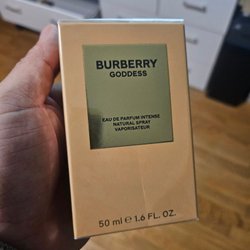 BURBERRY
GODDESS
EAU DE PARFUM INTENSE
NATURAL SPRAY
VAPORISATEUR
50 ml ℮ 1.6 FL. OZ.